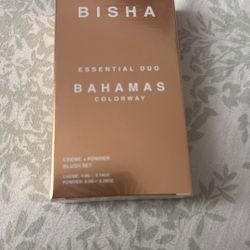 BISHA
ESSENTIAL DUO
BAHAMAS
COLORWAY
CREME + POWDER
BLUSH SET